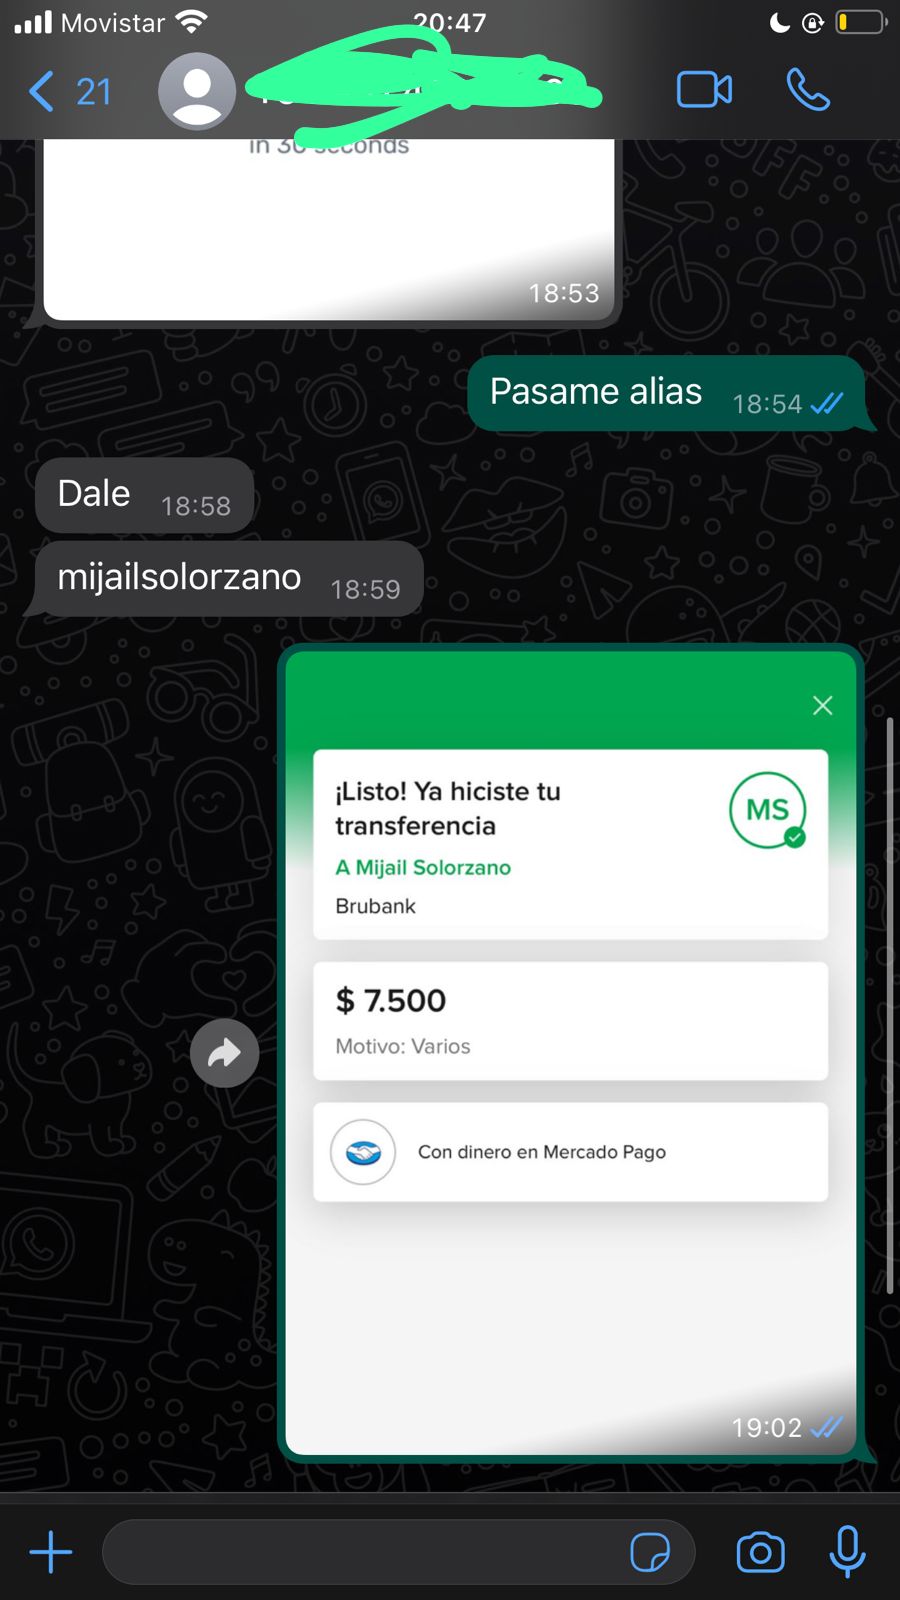 Movistar
20:47
21
in 30 seconds
18:53
Pasame alias 18:54
Dale 18:58
mijailsolorzano 18:59
¡Listo! Ya hiciste tu
transferencia
MS
A Mijail Solorzano
Brubank
$ 7.500
Motivo: Varios
Con dinero en Mercado Pago
19:02